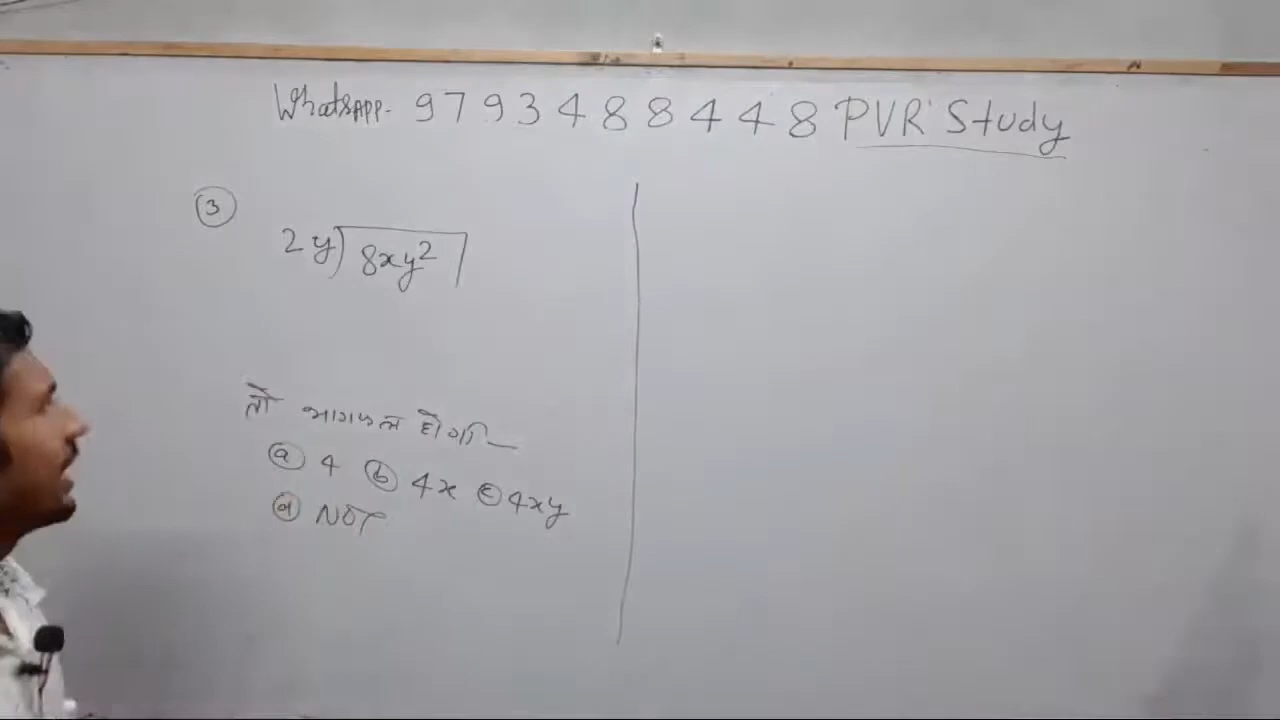 WhatsAPP- 9793488448 PVR Study
3
2y) 8xy²
तो भागफल होगा -
(a) 4 (b) 4x (c) 4xy
(d) NOT